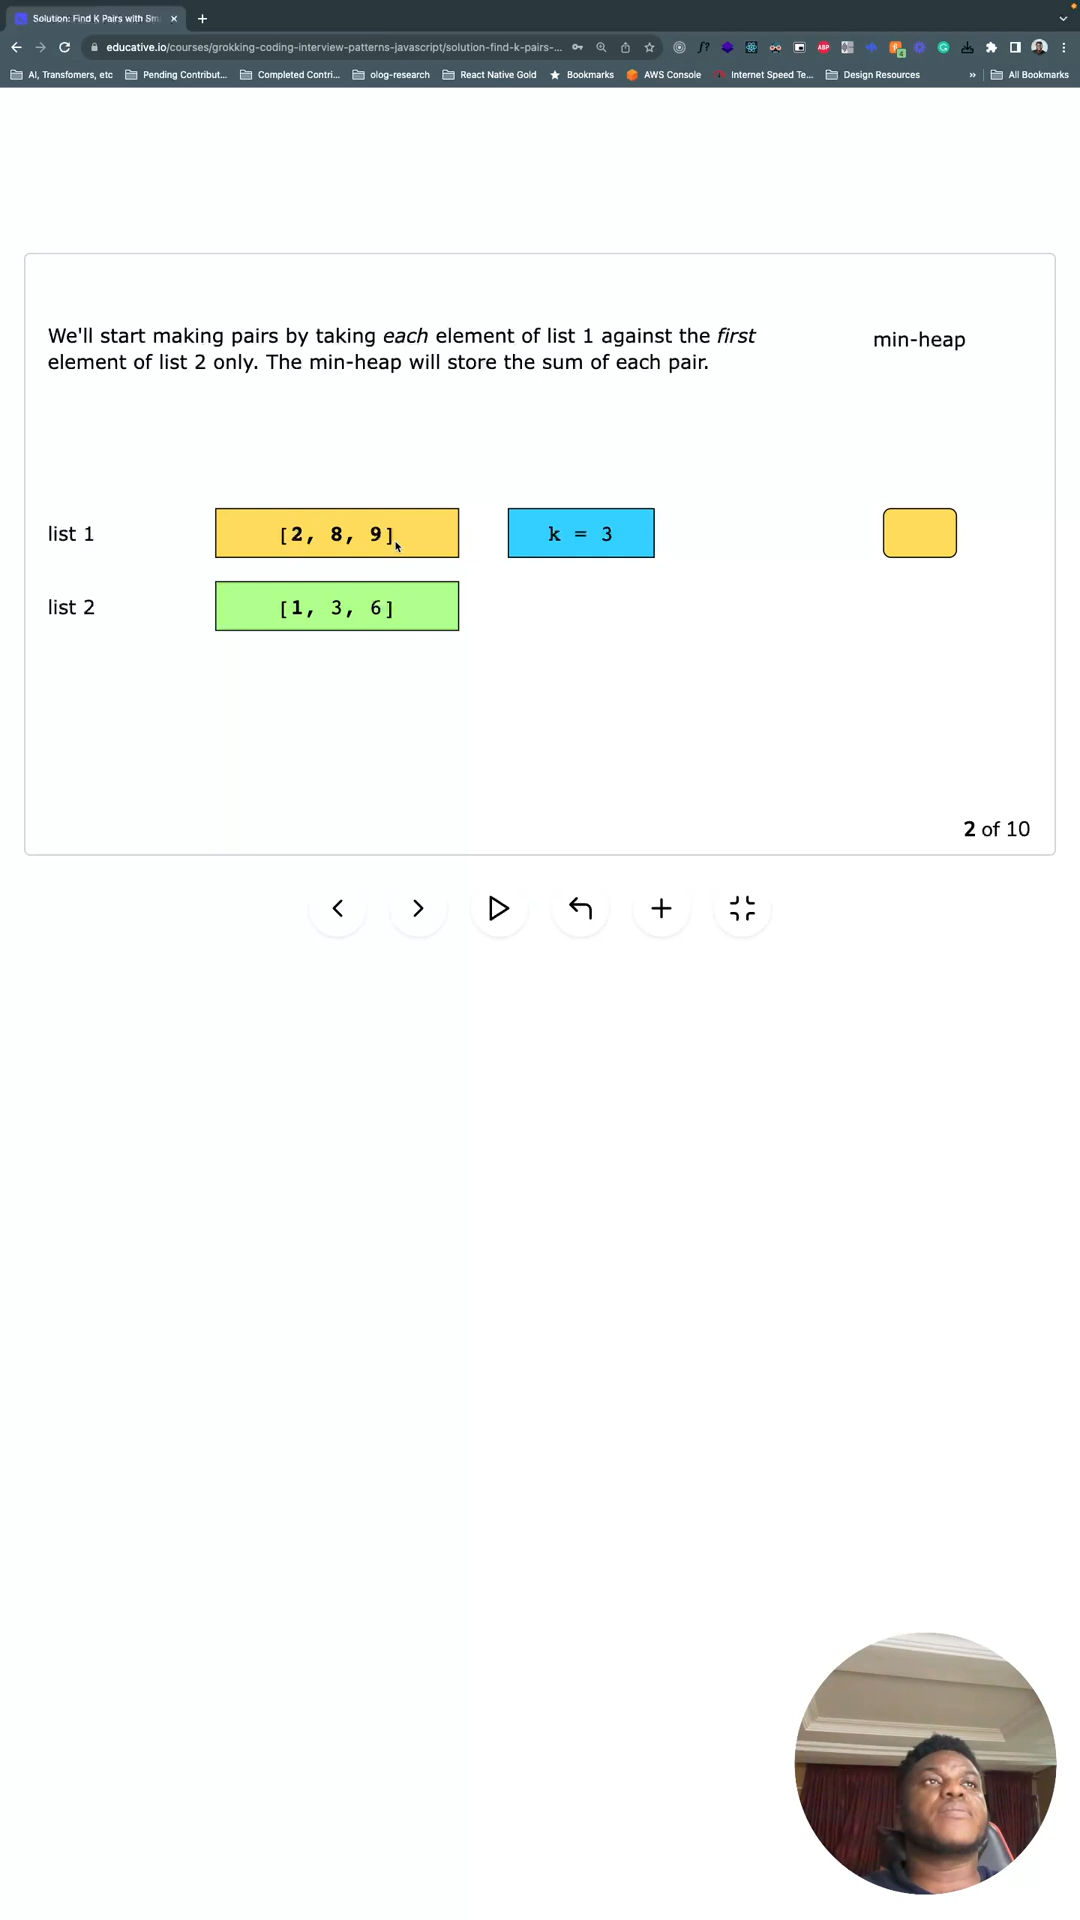 Solution: Find K Pairs with Sm
educative.io/courses/grokking-coding-interview-patterns-javascript/solution-find-k-pairs-...
f?
ABP
4
AI, Transfomers, etc
Pending Contribut...
Completed Contri...
olog-research
React Native Gold
Bookmarks
AWS Console
Internet Speed Te...
Design Resources
»
All Bookmarks
We'll start making pairs by taking each element of list 1 against the first
element of list 2 only. The min-heap will store the sum of each pair.
min-heap
list 1
[2, 8, 9]
k = 3
list 2
[1, 3, 6]
2 of 10